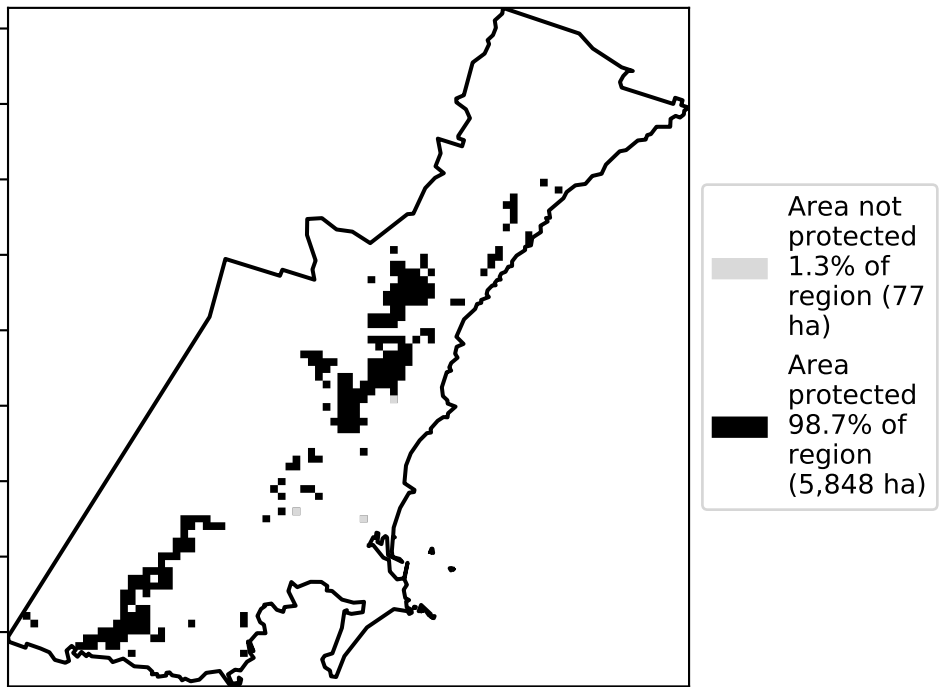 Area not
protected
1.3% of
region (77
ha)
Area
protected
98.7% of
region
(5,848 ha)